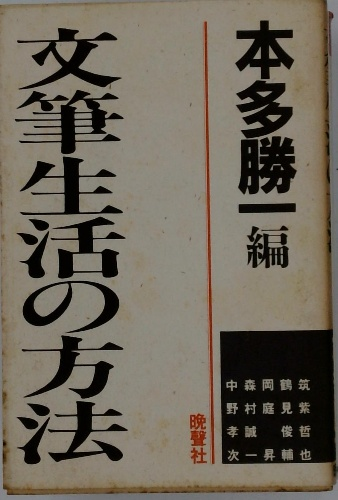 本多勝一編
文筆生活の方法
筑紫哲也
鶴見俊輔
岡庭昇
森村誠一
中野孝次
晩聲社